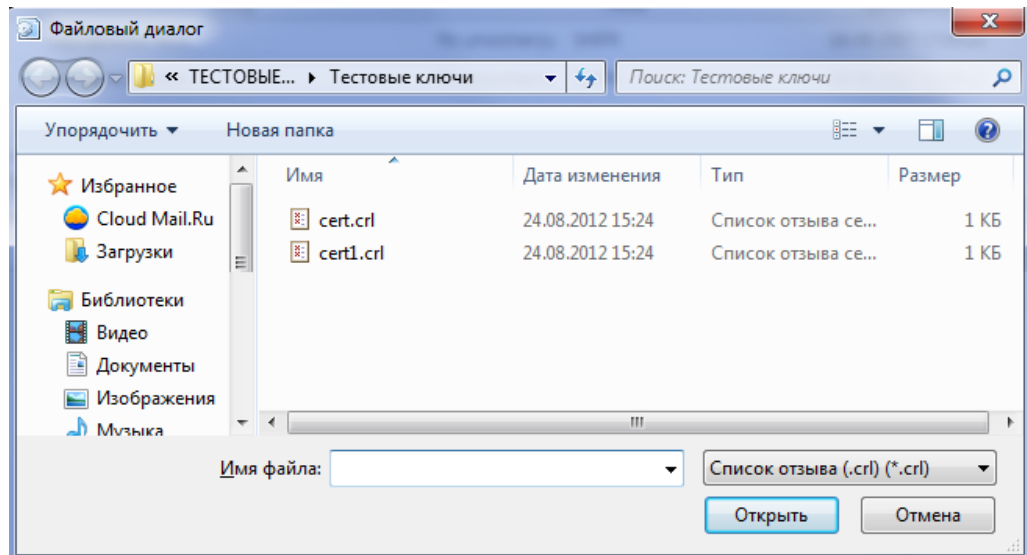 Файловый диалог
« ТЕСТОВЫЕ... Тестовые ключи Поиск: Тестовые ключи
Упорядочить Новая папка
Избранное
Cloud Mail.Ru
Загрузки
Библиотеки
Видео
Документы
Изображения
Музыка
Имя Дата изменения Тип Размер
cert.crl 24.08.2012 15:24 Список отзыва се... 1 КБ
cert1.crl 24.08.2012 15:24 Список отзыва се... 1 КБ
Имя файла: Список отзыва (.crl) (*.crl)
Открыть Отмена